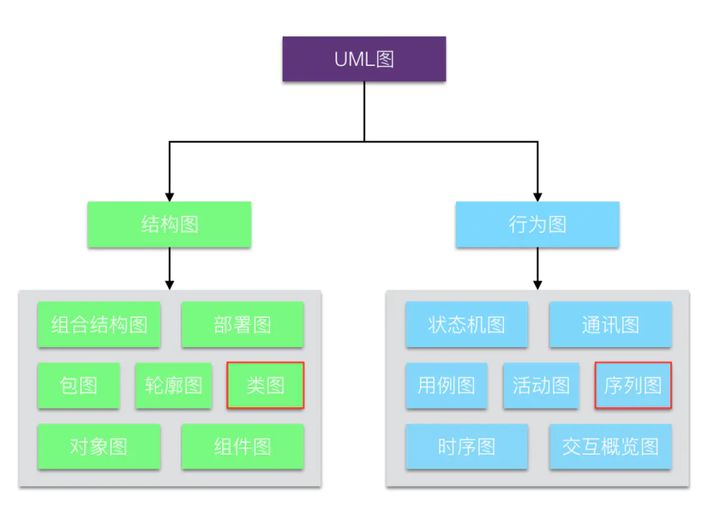 UML图
结构图
行为图
组合结构图
部署图
包图
轮廓图
类图
对象图
组件图
状态机图
通讯图
用例图
活动图
序列图
时序图
交互概览图